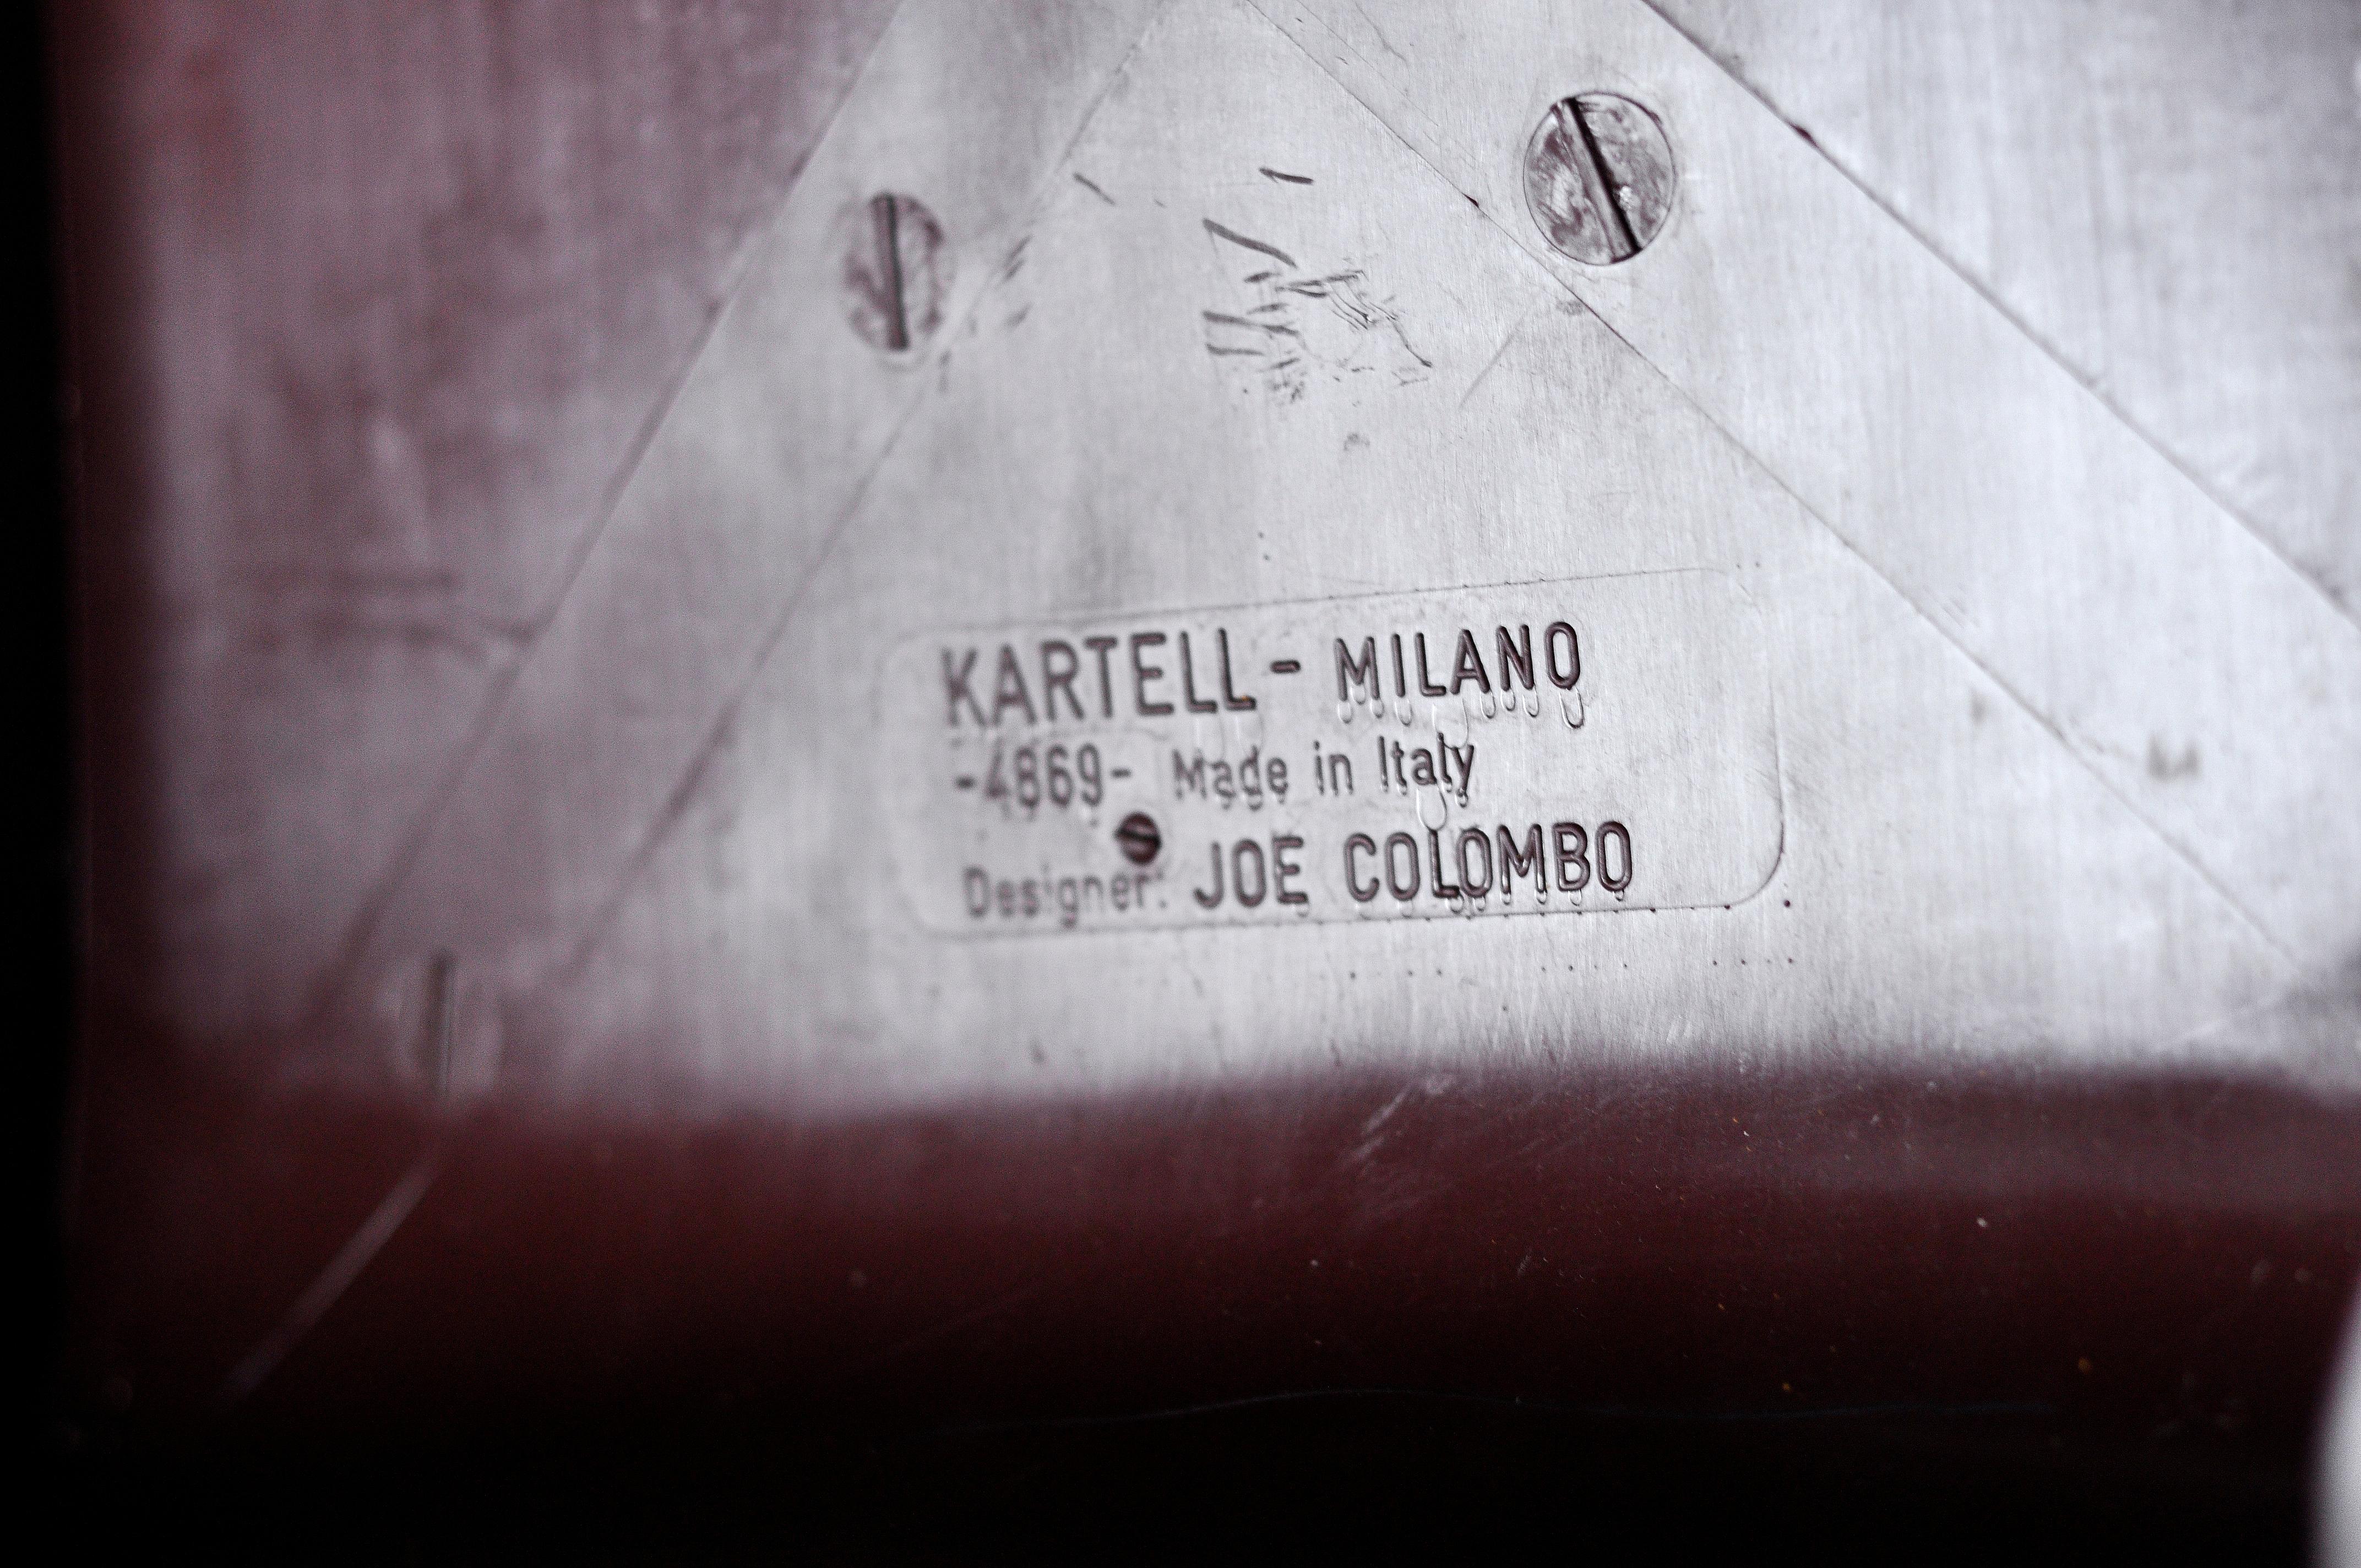 KARTELL - MILANO
-4869- Made in Italy
Designer: JOE COLOMBO